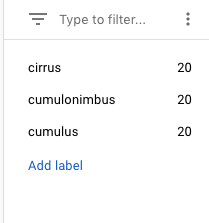 Type to filter...
cirrus 20
cumulonimbus 20
cumulus 20
Add label